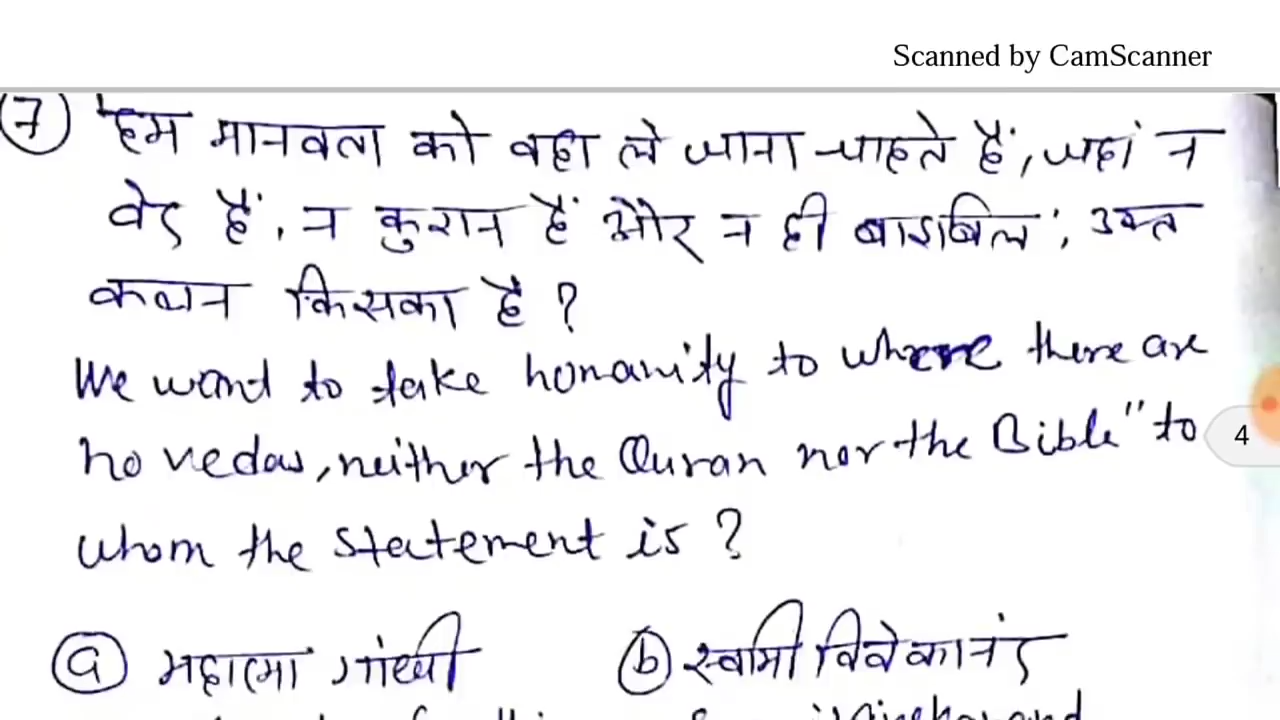 Scanned by CamScanner
7 "हम मानवता को वहा ले जाना चाहते हैं, जहां न
वेद हैं, न कुरान हैं और न ही बाइबिल', उक्त
कथन किसका है ?
We want to take humanity to where there are
no vedas, neither the Quran nor the Bible" to
4
whom the statement is ?
a महात्मा गांधी b स्वामी विवेकानंद